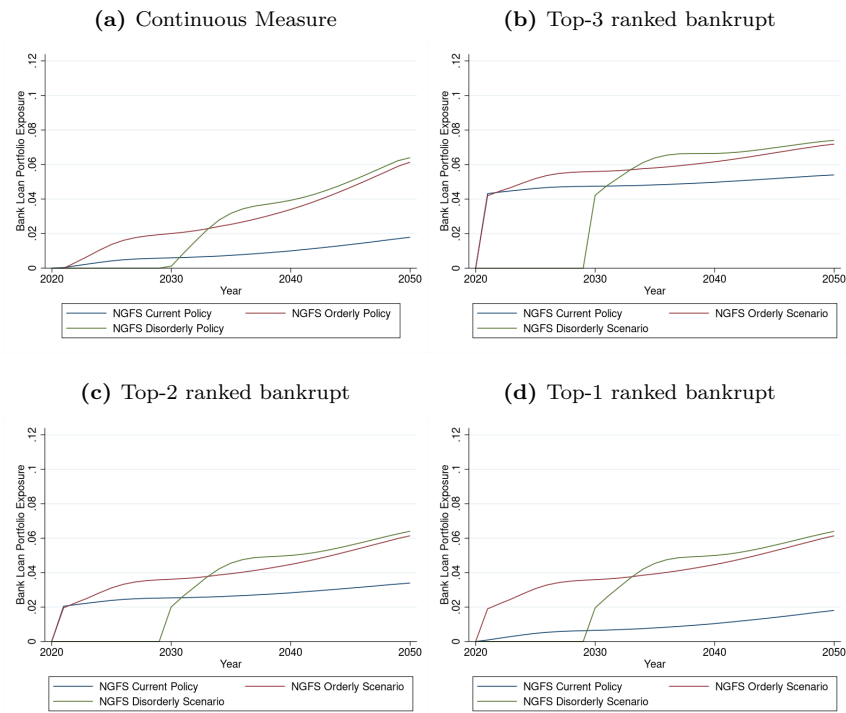 (a) Continuous Measure
Bank Loan Portfolio Exposure
.12
.1
.08
.06
.04
.02
0
2020 2030 2040 2050
Year
NGFS Current Policy NGFS Orderly Policy
NGFS Disorderly Policy
(b) Top-3 ranked bankrupt
Bank Loan Portfolio Exposure
.12
.1
.08
.06
.04
.02
0
2020 2030 2040 2050
Year
NGFS Current Policy NGFS Orderly Scenario
NGFS Disorderly Scenario
(c) Top-2 ranked bankrupt
Bank Loan Portfolio Exposure
.12
.1
.08
.06
.04
.02
0
2020 2030 2040 2050
Year
NGFS Current Policy NGFS Orderly Scenario
NGFS Disorderly Scenario
(d) Top-1 ranked bankrupt
Bank Loan Portfolio Exposure
.12
.1
.08
.06
.04
.02
0
2020 2030 2040 2050
Year
NGFS Current Policy NGFS Orderly Scenario
NGFS Disorderly Scenario